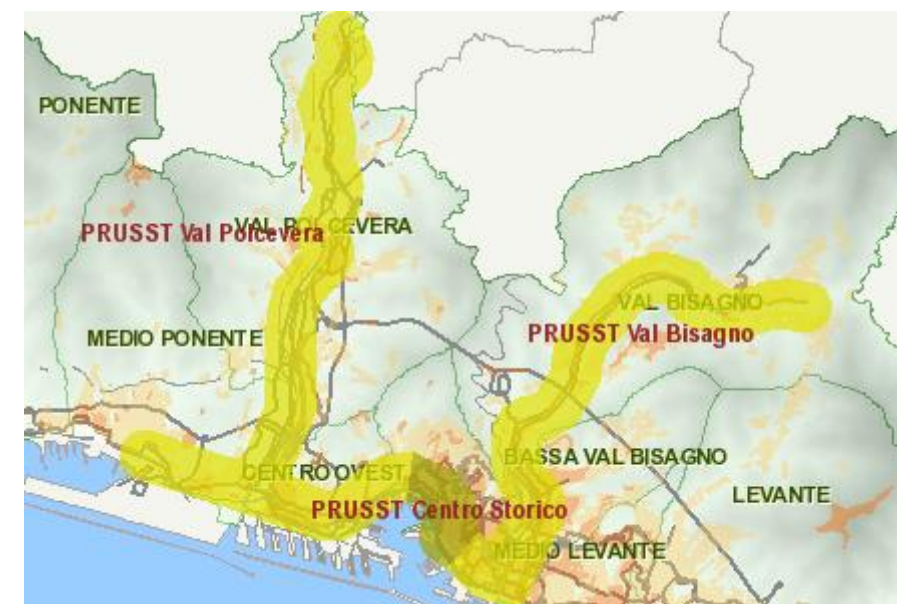 PONENTE
VAL POLCEVERA
PRUSST Val Polcevera
VAL BISAGNO
PRUSST Val Bisagno
MEDIO PONENTE
BASSA VAL BISAGNO
CENTRO OVEST
LEVANTE
PRUSST Centro Storico
MEDIO LEVANTE